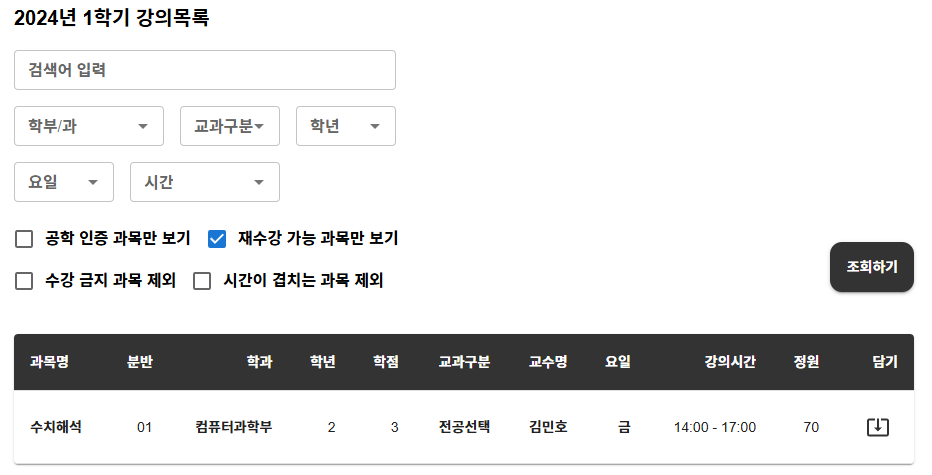 2024년 1학기 강의목록
검색어 입력
학부/과 교과구분 학년
요일 시간
공학 인증 과목만 보기 재수강 가능 과목만 보기
수강 금지 과목 제외 시간이 겹치는 과목 제외
조회하기
과목명 분반 학과 학년 학점 교과구분 교수명 요일 강의시간 정원 담기
수치해석 01 컴퓨터과학부 2 3 전공선택 김민호 금 14:00 - 17:00 70